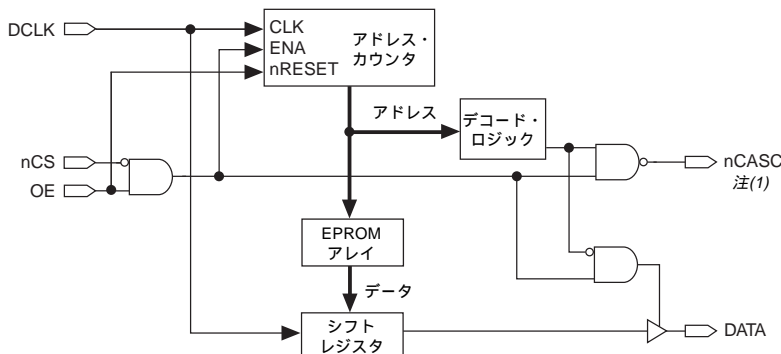 DCLK
CLK
ENA
nRESET
アドレス・
カウンタ
アドレス
デコード・
ロジック
nCS
OE
nCASC
注(1)
EPROM
アレイ
データ
シフト
レジスタ
DATA